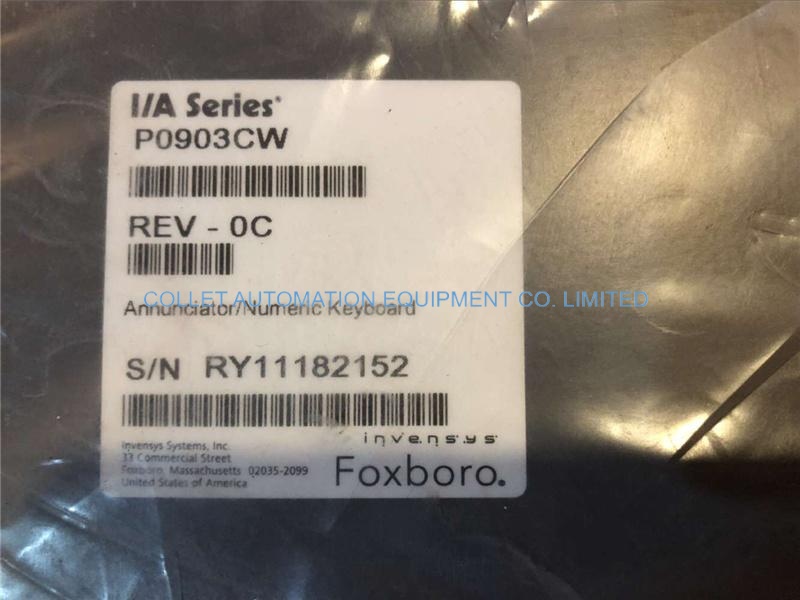 I/A Series®
P0903CW
REV - 0C
COLLET AUTOMATION EQUIPMENT CO. LIMITED
Annunciator/Numeric Keyboard
S/N RY11182152
invensys
Invensys Systems, Inc.
33 Commercial Street
Foxboro, Massachusetts 02035-2099
United States of America
Foxboro®